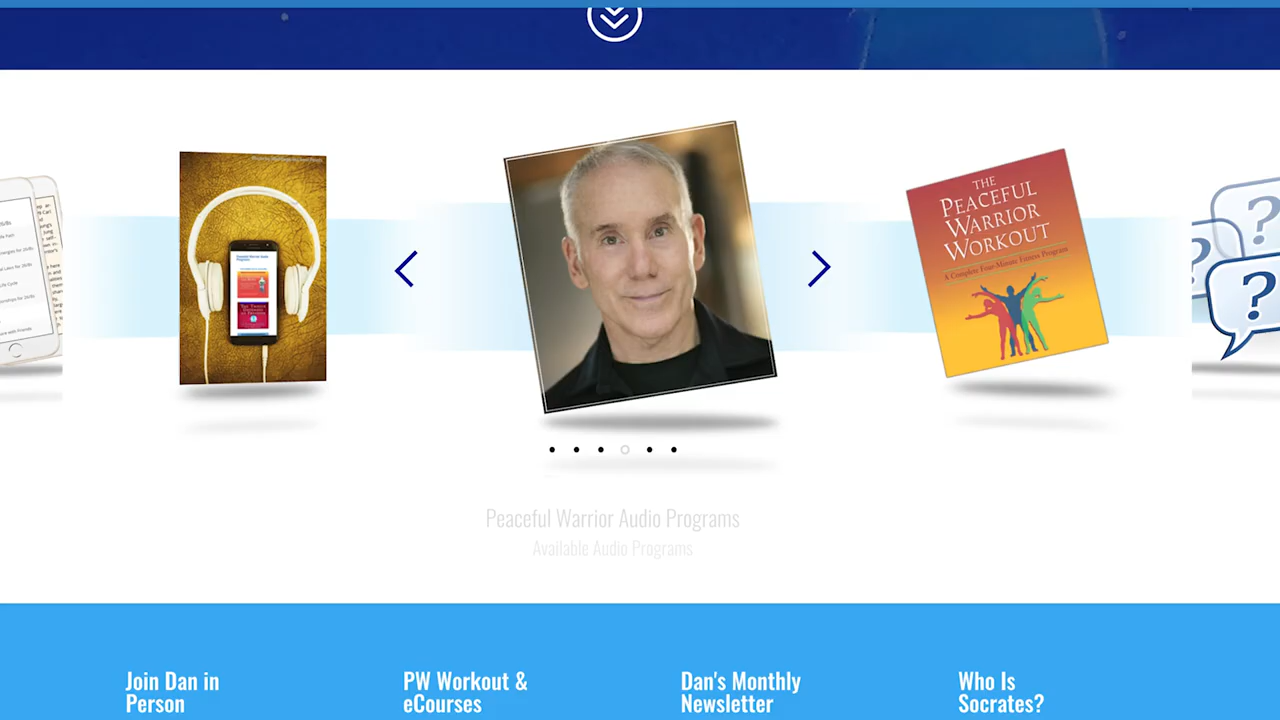 THE
PEACEFUL
WARRIOR
WORKOUT
A Complete Four-Minute Fitness Program
?
?
?
Peaceful Warrior Audio Programs
Available Audio Programs
Join Dan in
Person
PW Workout &
eCourses
Dan's Monthly
Newsletter
Who Is
Socrates?